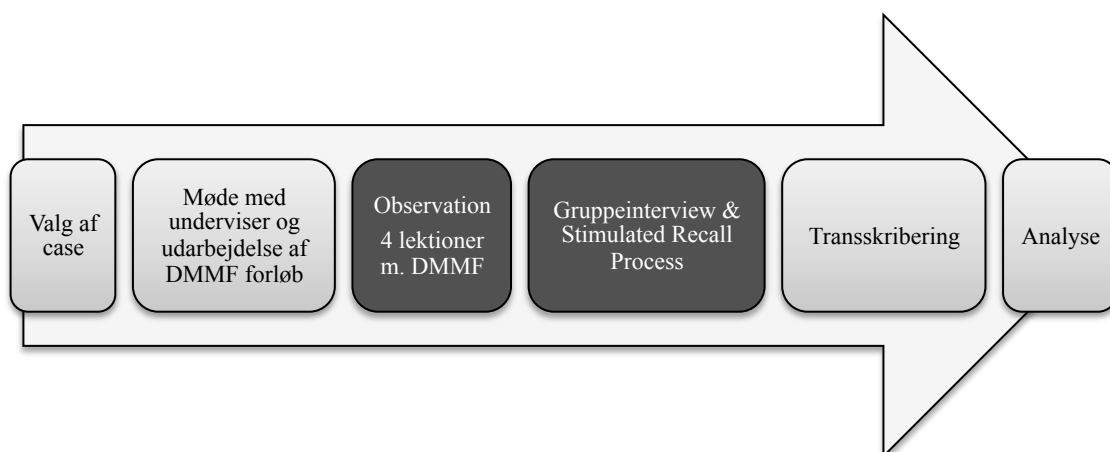 Valg af
case
Møde med
underviser og
udarbejdelse af
DMMF forløb
Observation
4 lektioner
m. DMMF
Gruppeinterview &
Stimulated Recall
Process
Transskribering
Analyse